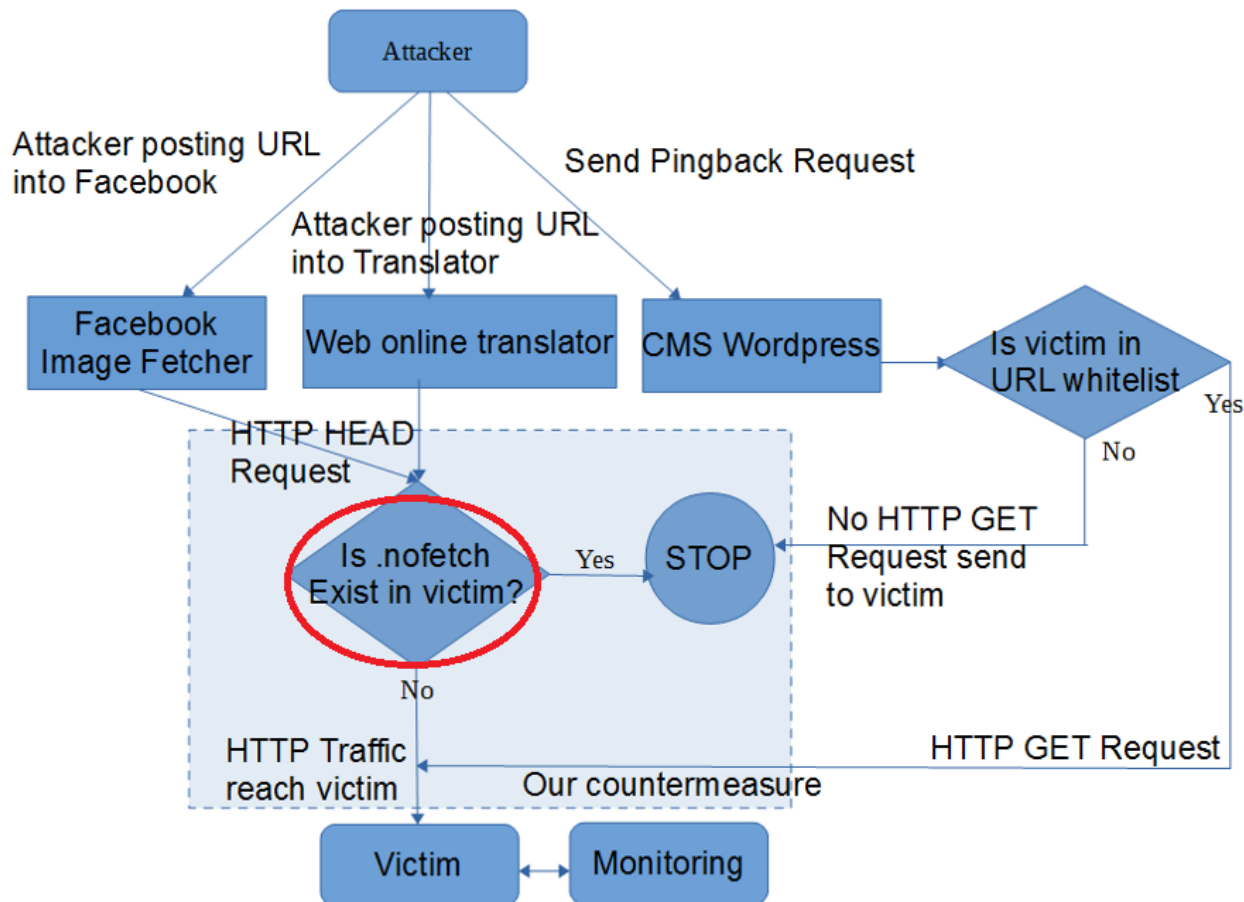 Attacker
Attacker posting URL
into Facebook
Send Pingback Request
Attacker posting URL
into Translator
Facebook
Image Fetcher
Web online translator
CMS Wordpress
Is victim in
URL whitelist
Yes
No
HTTP HEAD
Request
Is .nofetch
Exist in victim?
Yes
STOP
No HTTP GET
Request send
to victim
No
HTTP Traffic
reach victim
HTTP GET Request
Our countermeasure
Victim
Monitoring